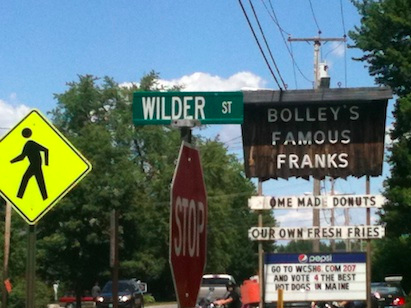 WILDER ST
STOP
BOLLEY'S
FAMOUS
FRANKS
OME MADE DONUTS
OUR OWN FRESH FRIES
pepsi
GO TO WCSH6.COM 207
AND VOTE 4 THE BEST
HOT DOGS IN MAINE